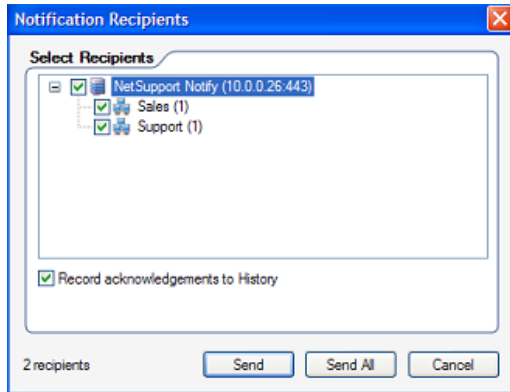 Notification Recipients
Select Recipients
NetSupport Notify (10.0.0.26:443)
Sales (1)
Support (1)
Record acknowledgements to History
2 recipients
Send
Send All
Cancel